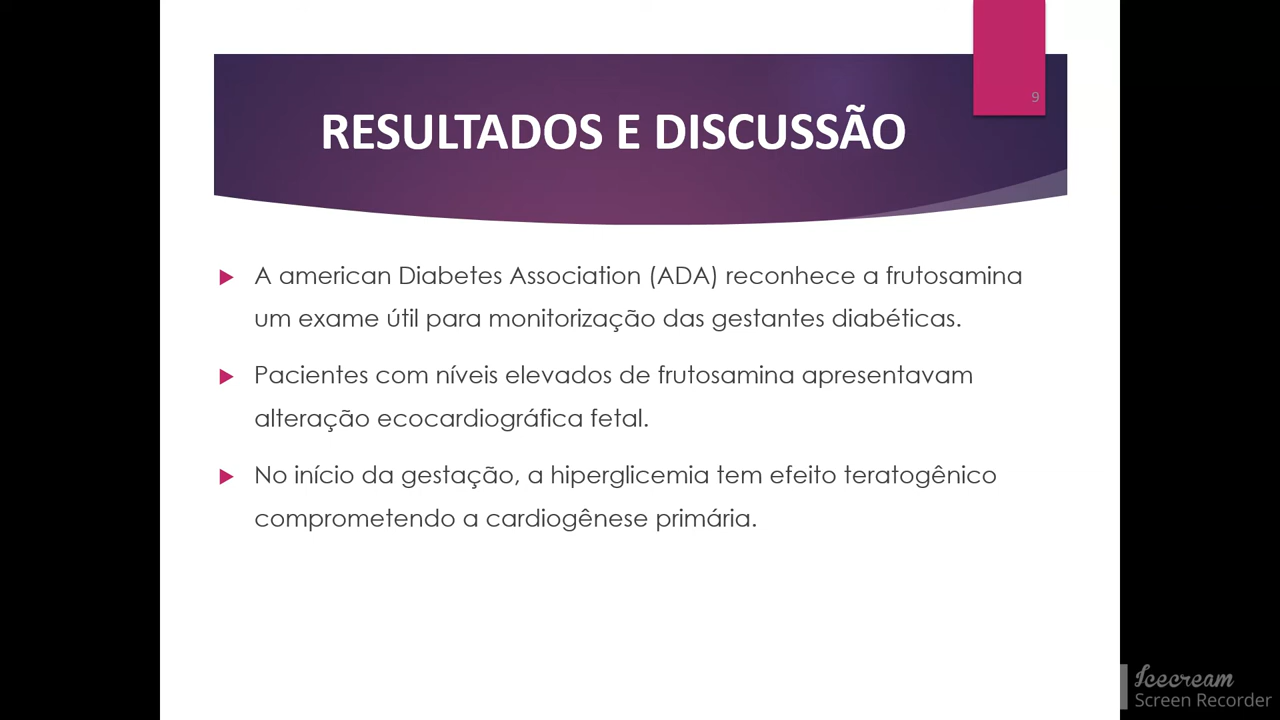 9
RESULTADOS E DISCUSSÃO
A american Diabetes Association (ADA) reconhece a frutosamina
um exame útil para monitorização das gestantes diabéticas.
Pacientes com níveis elevados de frutosamina apresentavam
alteração ecocardiográfica fetal.
No início da gestação, a hiperglicemia tem efeito teratogênico
comprometendo a cardiogênese primária.
Icecream
Screen Recorder